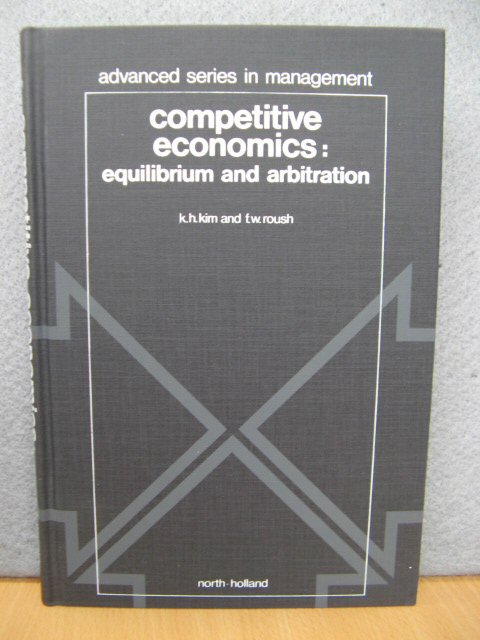 advanced series in management
competitive
economics:
equilibrium and arbitration
k.h.kim and f.w.roush
north-holland